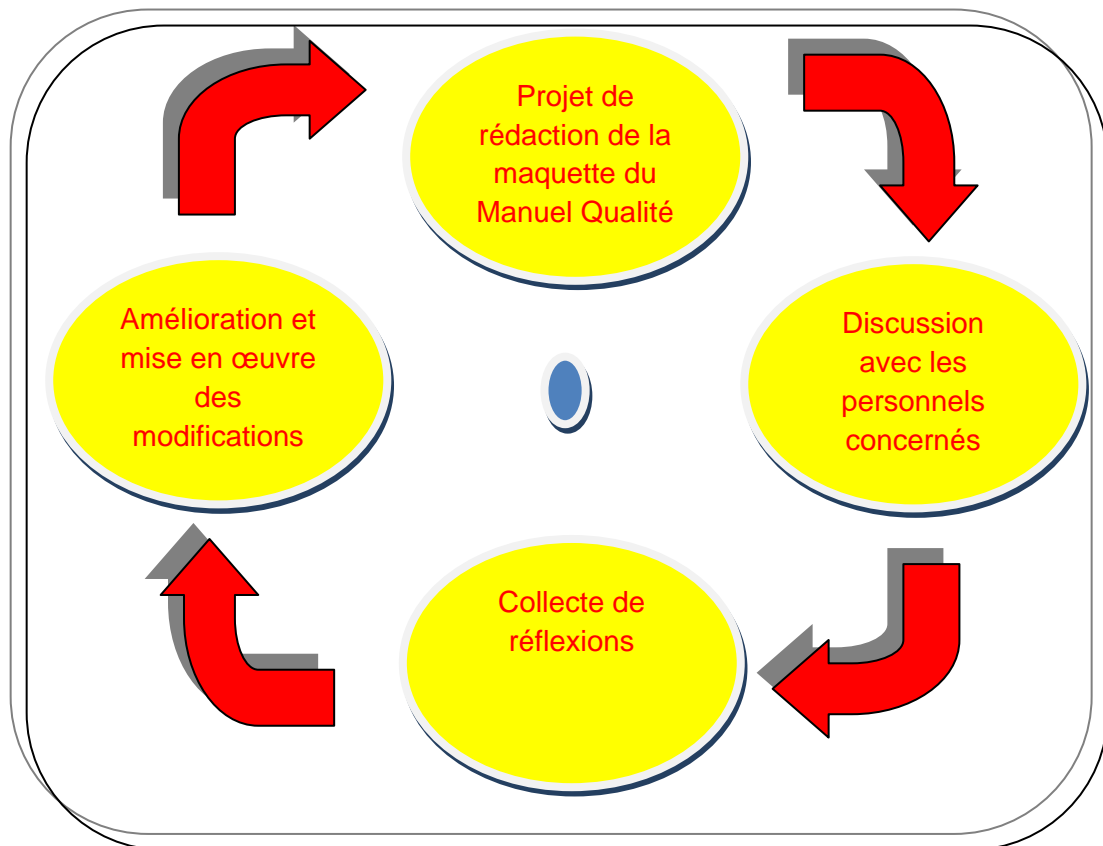 Projet de
rédaction de la
maquette du
Manuel Qualité
Discussion
avec les
personnels
concernés
Collecte de
réflexions
Amélioration et
mise en œuvre
des
modifications